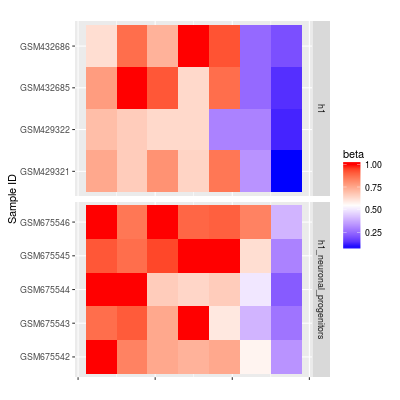 GSM432686
GSM432685
GSM429322
GSM429321
h1
GSM675546
GSM675545
GSM675544
GSM675543
GSM675542
h1_neuronal_progenitors
Sample ID
beta
1.00
0.75
0.50
0.25